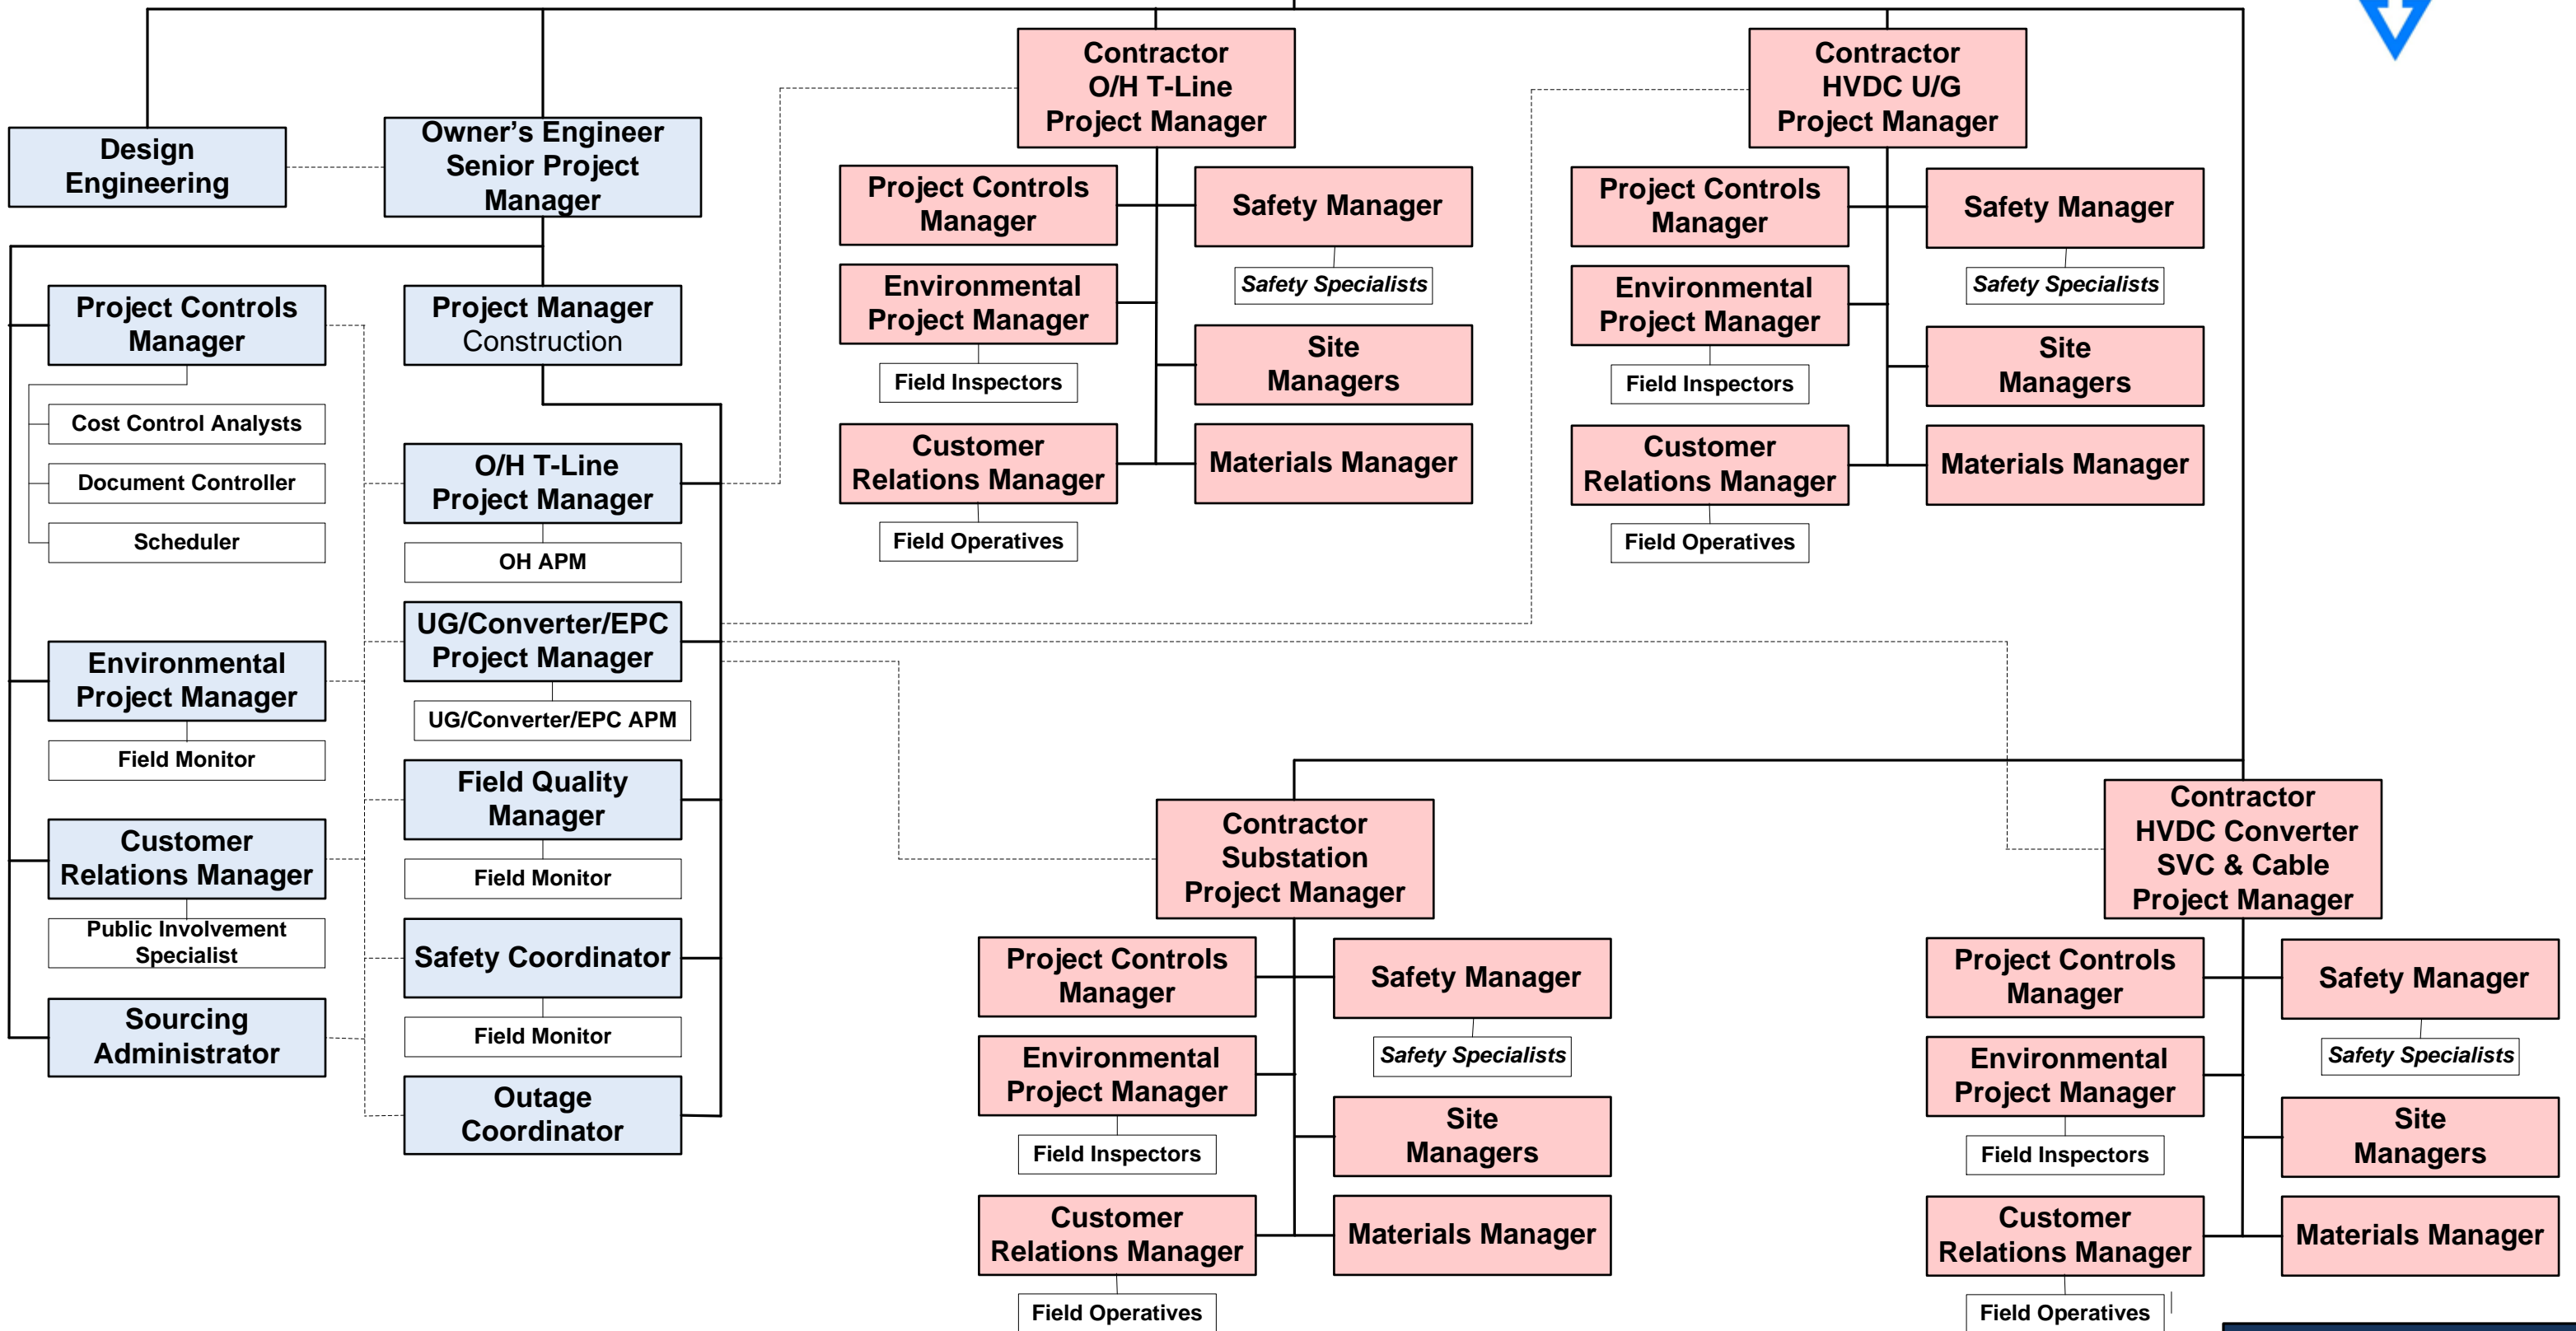 Design
Engineering
Owner's Engineer
Senior Project
Manager
Project Controls
Manager
Cost Control Analysts
Document Controller
Scheduler
Environmental
Project Manager
Field Monitor
Customer
Relations Manager
Public Involvement
Specialist
Sourcing
Administrator
Project Manager
Construction
O/H T-Line
Project Manager
OH APM
UG/Converter/EPC
Project Manager
UG/Converter/EPC APM
Field Quality
Manager
Field Monitor
Safety Coordinator
Field Monitor
Outage
Coordinator
Contractor
O/H T-Line
Project Manager
Project Controls
Manager
Safety Manager
Safety Specialists
Environmental
Project Manager
Field Inspectors
Site
Managers
Customer
Relations Manager
Field Operatives
Materials Manager
Contractor
HVDC U/G
Project Manager
Project Controls
Manager
Safety Manager
Safety Specialists
Environmental
Project Manager
Field Inspectors
Site
Managers
Customer
Relations Manager
Field Operatives
Materials Manager
Contractor
Substation
Project Manager
Project Controls
Manager
Safety Manager
Safety Specialists
Environmental
Project Manager
Field Inspectors
Site
Managers
Customer
Relations Manager
Field Operatives
Materials Manager
Contractor
HVDC Converter
SVC & Cable
Project Manager
Project Controls
Manager
Safety Manager
Safety Specialists
Environmental
Project Manager
Field Inspectors
Site
Managers
Customer
Relations Manager
Field Operatives
Materials Manager